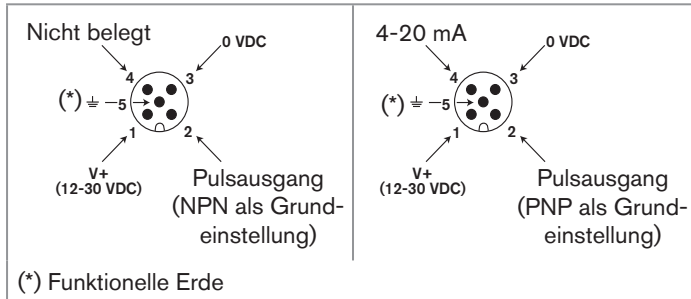 Nicht belegt
0 VDC
4
3
(*)
5
1
2
V+
(12-30 VDC)
Pulsausgang
(NPN als Grund-
einstellung)
4-20 mA
0 VDC
4
3
(*)
5
1
2
V+
(12-30 VDC)
Pulsausgang
(PNP als Grund-
einstellung)
(*) Funktionelle Erde